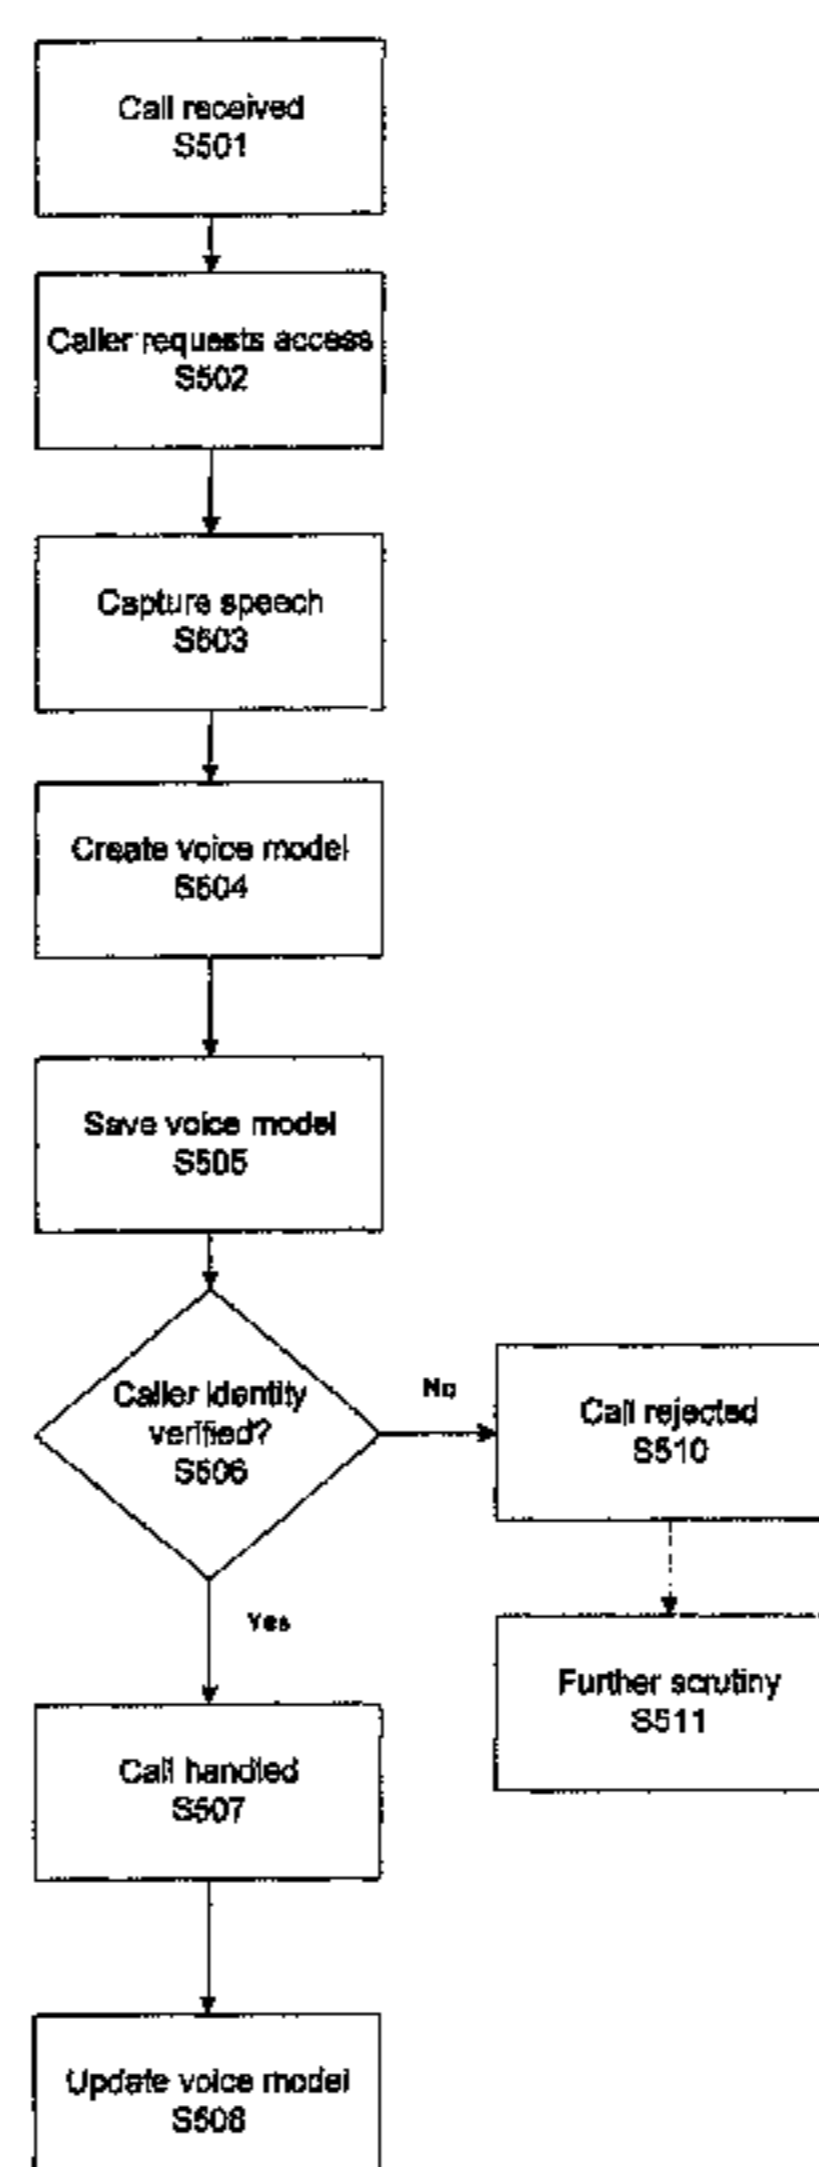 Call received
S501
Caller requests access
S502
Capture speech
S503
Create voice model
S504
Save voice model
S505
Caller identity
verified?
S506
No
Call rejected
S510
Yes
Further scrutiny
S511
Call handled
S507
Update voice model
S508